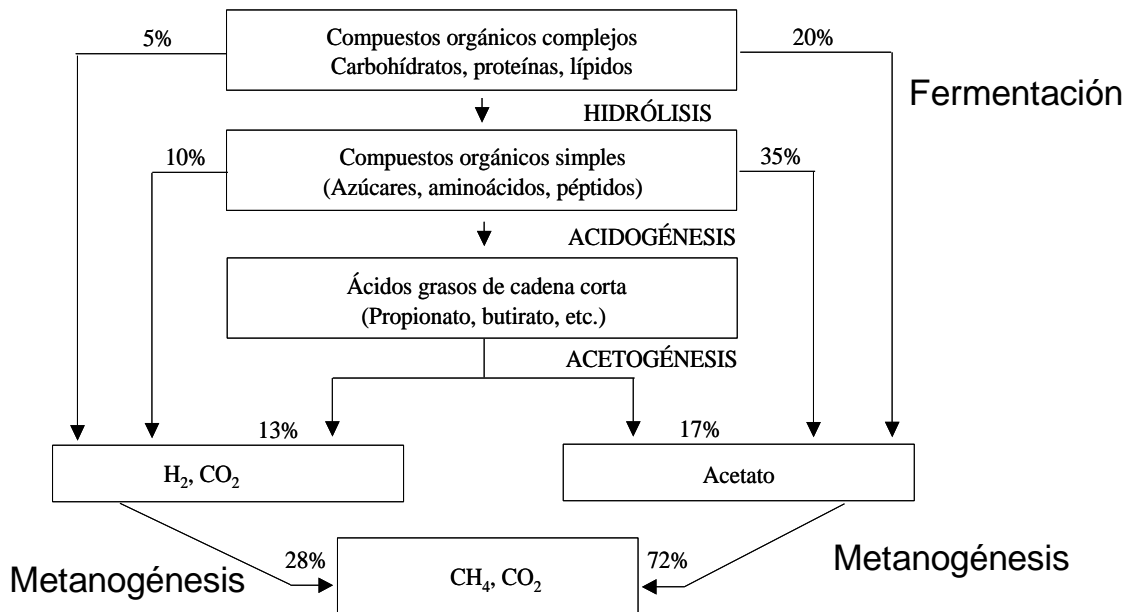 5%
Compuestos orgánicos complejos
Carbohídratos, proteínas, lípidos
20%
Fermentación
HIDRÓLISIS
10%
Compuestos orgánicos simples
(Azúcares, aminoácidos, péptidos)
35%
ACIDOGÉNESIS
Ácidos grasos de cadena corta
(Propionato, butirato, etc.)
ACETOGÉNESIS
13%
17%
H₂, CO₂
Acetato
Metanogénesis
28%
CH₄, CO₂
72%
Metanogénesis